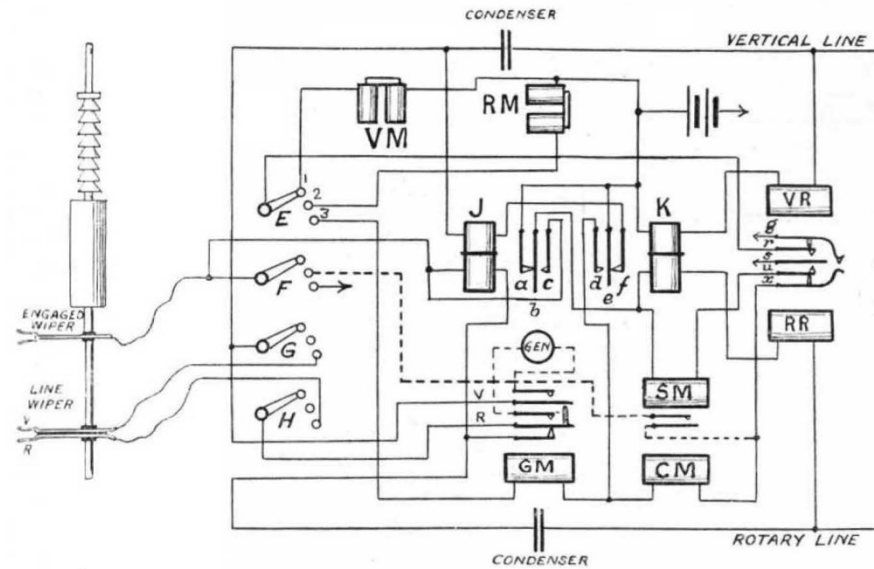 CONDENSER
VERTICAL LINE
VM
RM
1
2
3
E
J
K
VR
g
r
s
u
x
F
a
b
c
d
e
f
ENGAGED
WIPER
G
GEN
RR
LINE
WIPER
V
R
H
V
R
SM
GM
CM
CONDENSER
ROTARY LINE